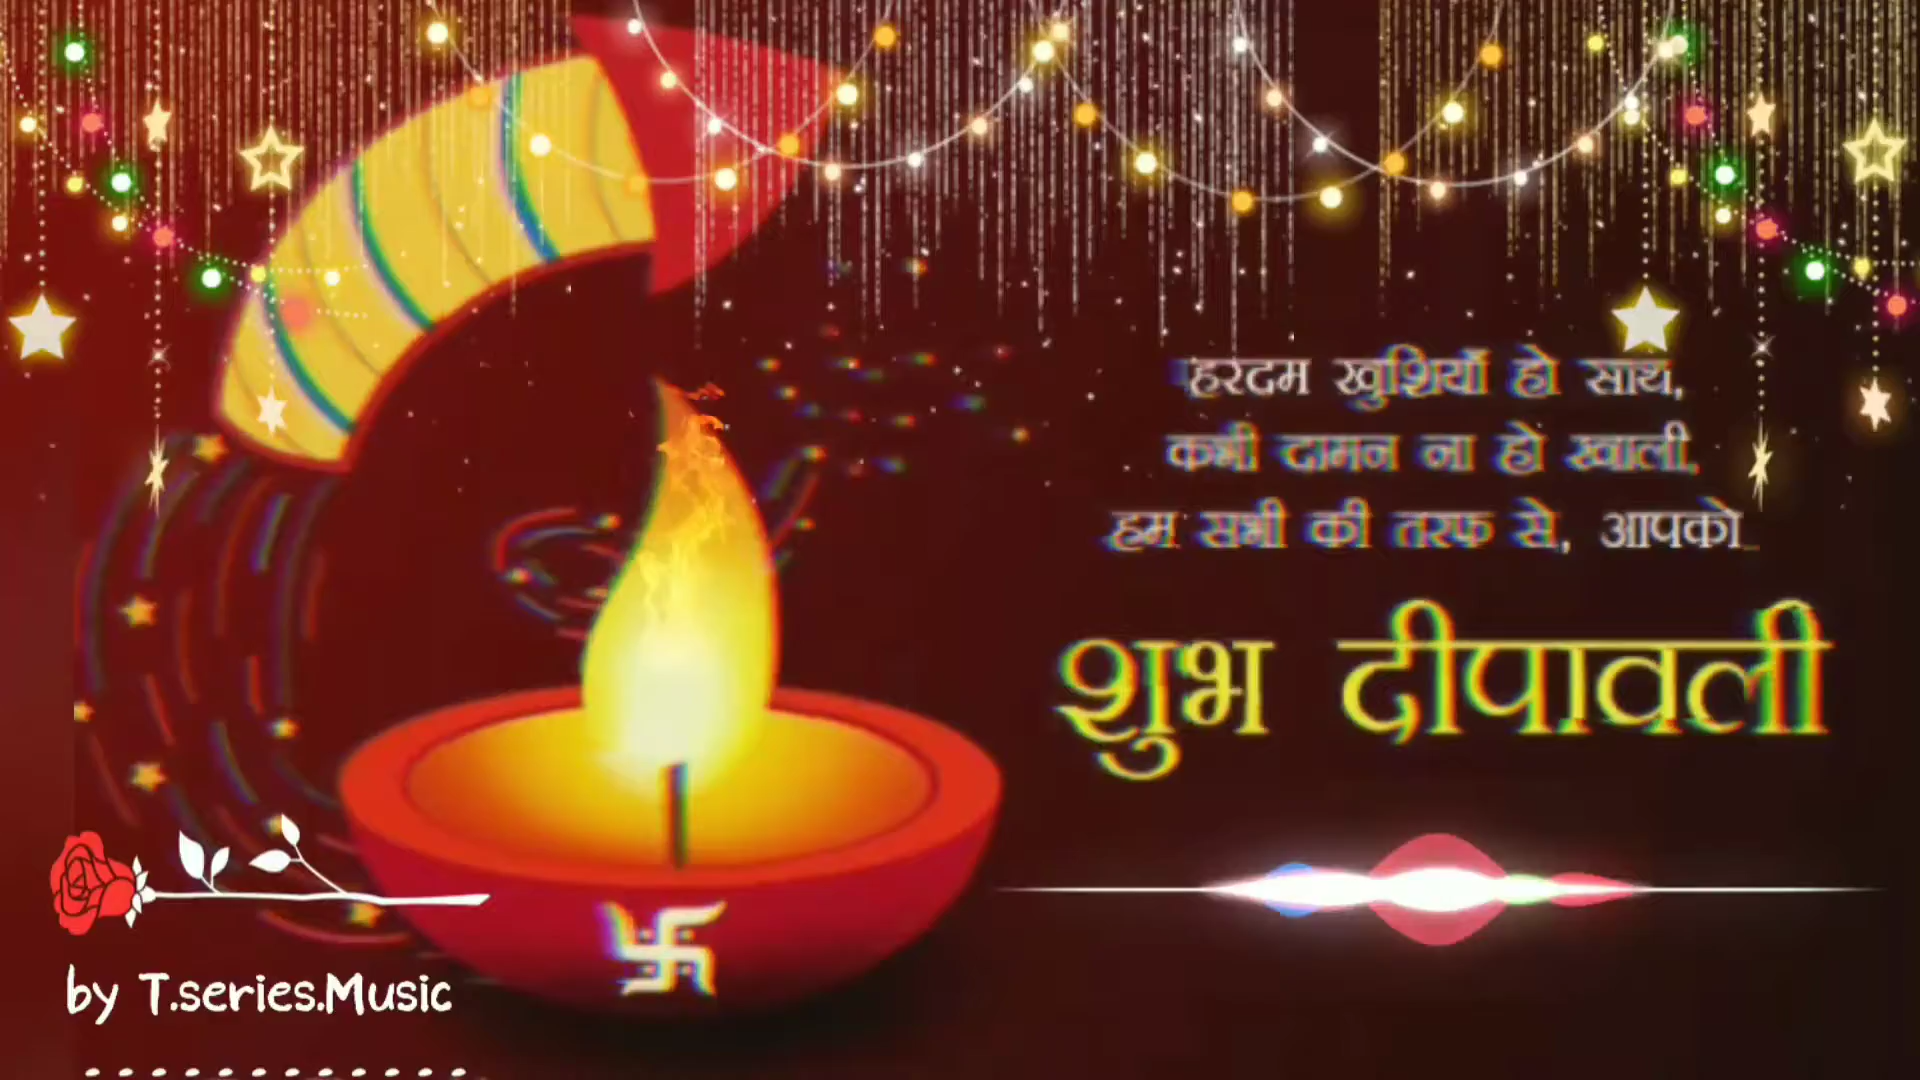 हरदम खुशियाँ हो साथ,
कभी दामन ना हो खाली,
हम सभी की तरफ से, आपको
शुभ दीपावली
by T.series.Music